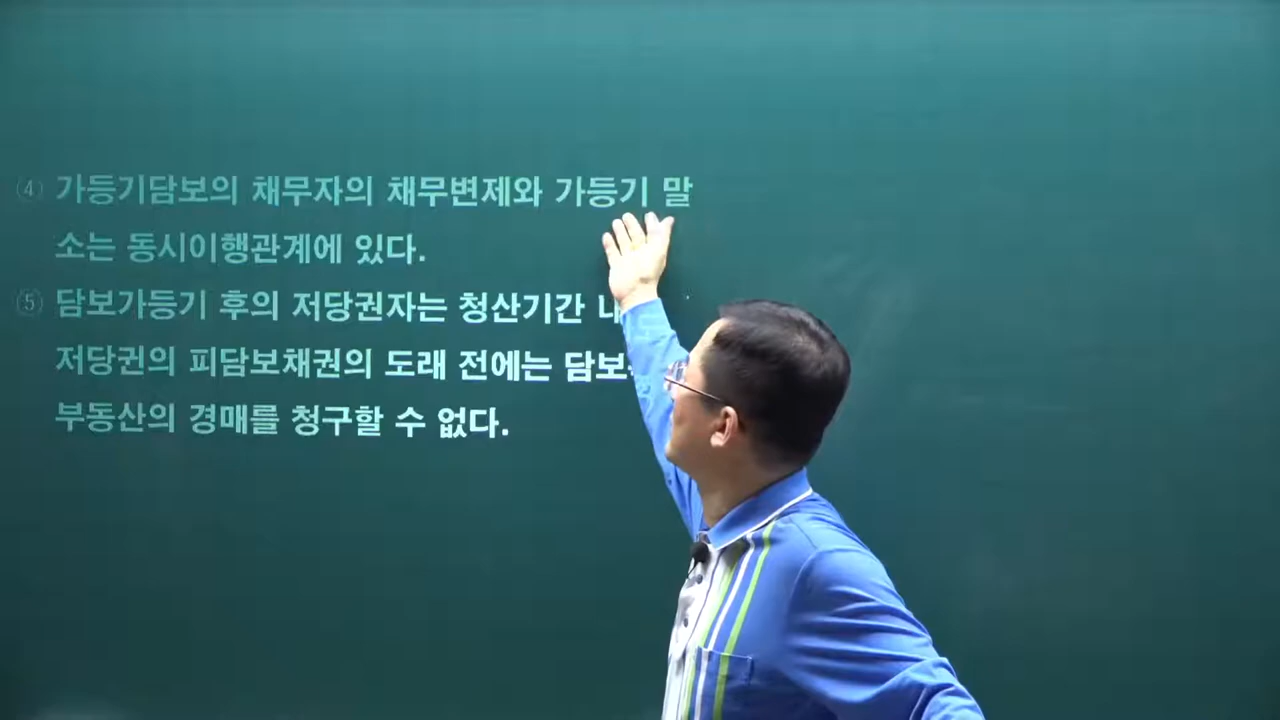 ④ 가등기담보의 채무자의 채무변제와 가등기 말
소는 동시이행관계에 있다.
⑤ 담보가등기 후의 저당권자는 청산기간
저당권의 피담보채권의 도래 전에는 담보
부동산의 경매를 청구할 수 없다.